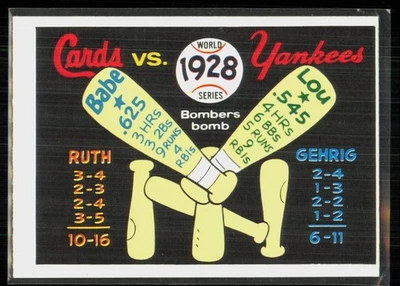 Cards vs. Yankees
WORLD
1928
SERIES
Bombers
bomb
Babe
.625
3 HRs
3 2Bs
9 RUNS
4
RBIs
Lou
.545
4 HRs
6 BBs
5 RUNS
9
RBIs
RUTH
3-4
2-3
2-4
3-5
10-16
GEHRIG
2-4
1-3
2-2
1-2
6-11